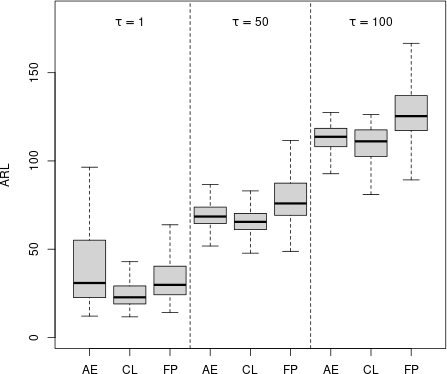 τ = 1 τ = 50 τ = 100
ARL
150
100
50
0
AE CL FP AE CL FP AE CL FP